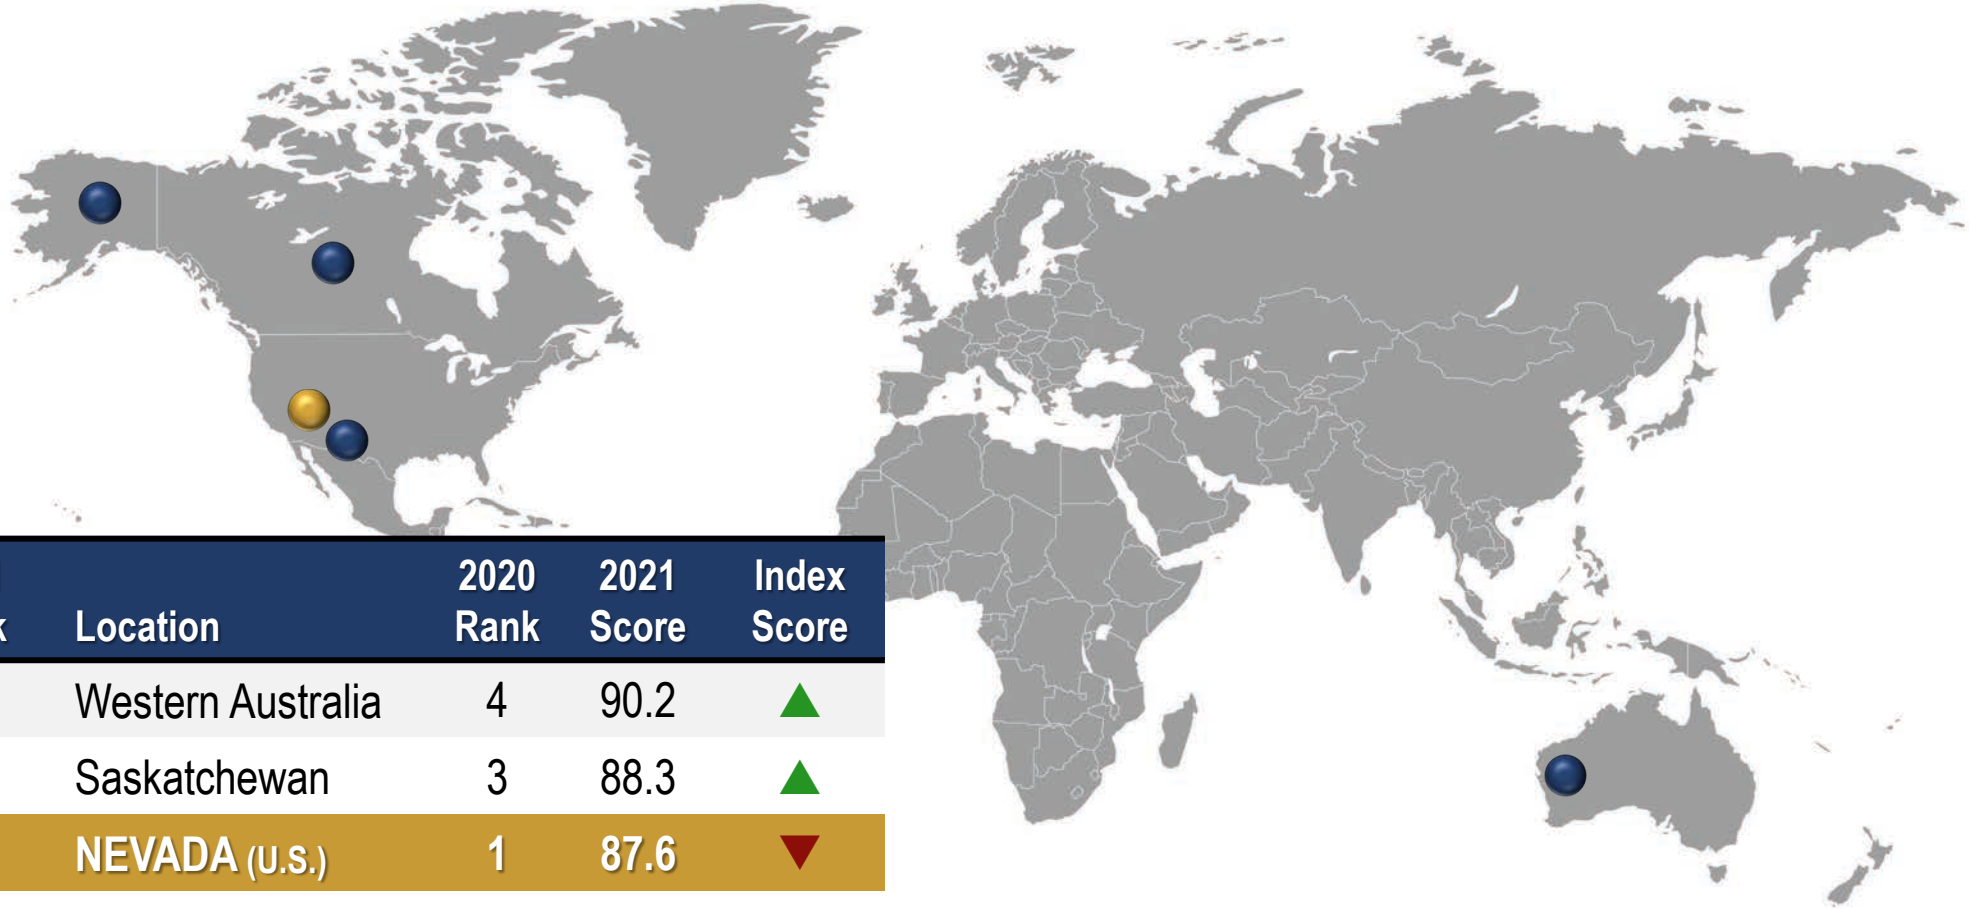 2020 2021 Index
k Location Rank Score Score
Western Australia 4 90.2
Saskatchewan 3 88.3
NEVADA (U.S.) 1 87.6